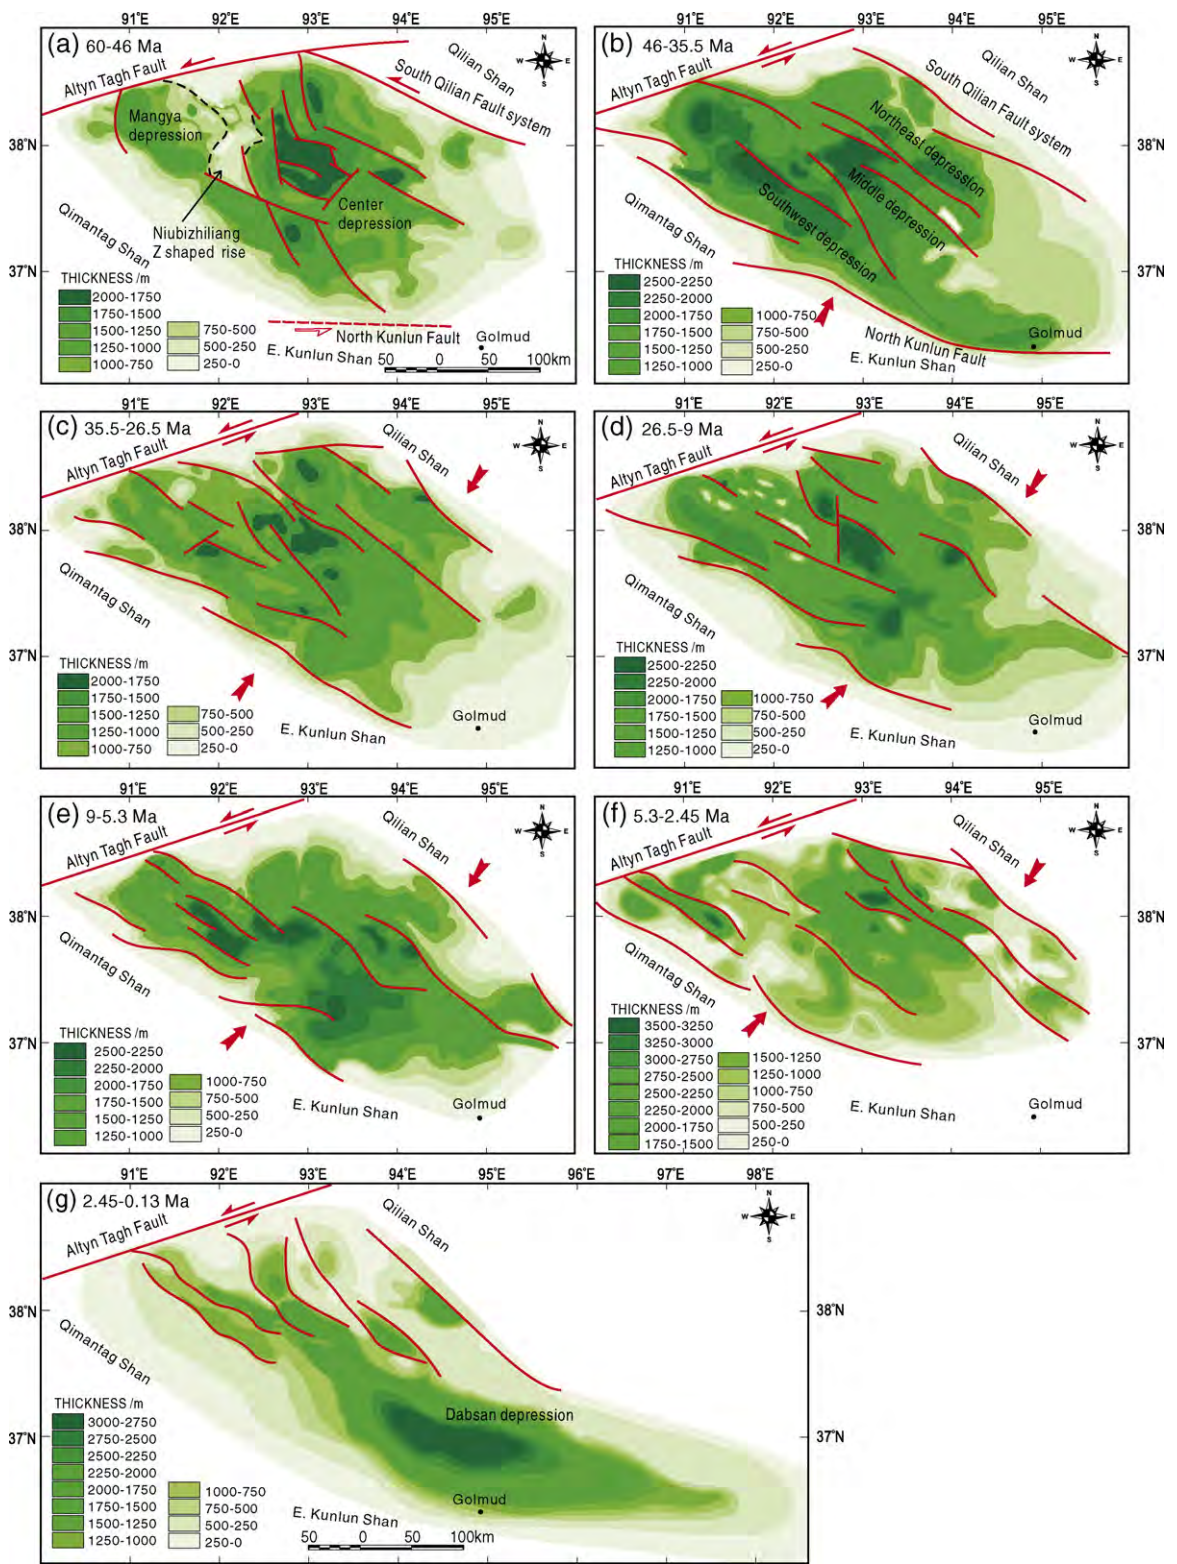 91°E 92°E 93°E 94°E 95°E
91°E 92°E 93°E 94°E 95°E
(a) 60-46 Ma
Altyn Tagh Fault
Qilian Shan
South Qilian Fault system
N
W E
S
Mangya
depression
38°N
Center
depression
Niubizhiliang
Z shaped rise
Qimantag Shan
37°N
THICKNESS /m
2000-1750
1750-1500
1500-1250
1250-1000
1000-750
750-500
500-250
250-0
North Kunlun Fault
E. Kunlun Shan
Golmud
50 0 50 100km
(b) 46-35.5 Ma
Altyn Tagh Fault
Qilian Shan
South Qilian Fault system
N
W E
S
Northeast depression
Middle depression
Southwest depression
38°N
Qimantag Shan
37°N
THICKNESS /m
2500-2250
2250-2000
2000-1750
1750-1500
1500-1250
1250-1000
1000-750
750-500
500-250
250-0
North Kunlun Fault
E. Kunlun Shan
Golmud
91°E 92°E 93°E 94°E 95°E
91°E 92°E 93°E 94°E 95°E
(c) 35.5-26.5 Ma
Altyn Tagh Fault
Qilian Shan
N
W E
S
38°N
Qimantag Shan
37°N
THICKNESS /m
2000-1750
1750-1500
1500-1250
1250-1000
1000-750
750-500
500-250
250-0
E. Kunlun Shan
Golmud
(d) 26.5-9 Ma
Altyn Tagh Fault
Qilian Shan
N
W E
S
38°N
Qimantag Shan
37°N
THICKNESS /m
2500-2250
2250-2000
2000-1750
1750-1500
1500-1250
1250-1000
1000-750
750-500
500-250
250-0
E. Kunlun Shan
Golmud
91°E 92°E 93°E 94°E 95°E
91°E 92°E 93°E 94°E 95°E
(e) 9-5.3 Ma
Altyn Tagh Fault
Qilian Shan
N
W E
S
38°N
Qimantag Shan
37°N
THICKNESS /m
2500-2250
2250-2000
2000-1750
1750-1500
1500-1250
1250-1000
1000-750
750-500
500-250
250-0
E. Kunlun Shan
Golmud
(f) 5.3-2.45 Ma
Altyn Tagh Fault
Qilian Shan
N
W E
S
38°N
Qimantag Shan
37°N
THICKNESS /m
3500-3250
3250-3000
3000-2750
2750-2500
2500-2250
2250-2000
2000-1750
1750-1500
1500-1250
1250-1000
1000-750
750-500
500-250
250-0
E. Kunlun Shan
Golmud
91°E 92°E 93°E 94°E 95°E 96°E 97°E 98°E
(g) 2.45-0.13 Ma
Altyn Tagh Fault
Qilian Shan
N
W E
S
38°N
38°N
Qimantag Shan
Dabsan depression
37°N
37°N
THICKNESS /m
3000-2750
2750-2500
2500-2250
2250-2000
2000-1750
1750-1500
1500-1250
1250-1000
1000-750
750-500
500-250
250-0
Golmud
E. Kunlun Shan
50 0 50 100km